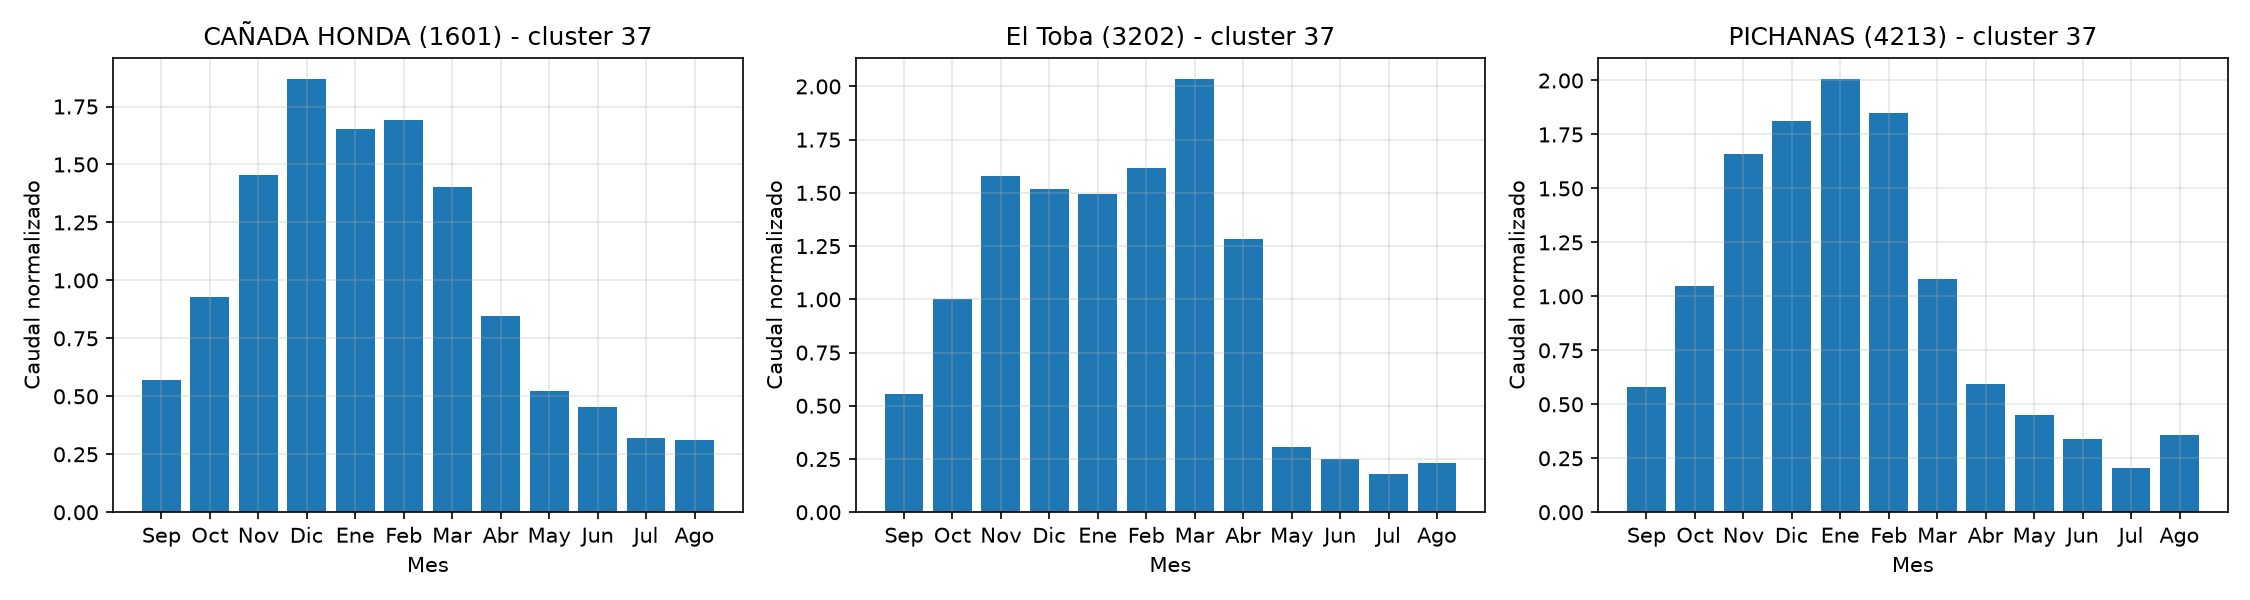 CAÑADA HONDA (1601) - cluster 37
Caudal normalizado
1.75
1.50
1.25
1.00
0.75
0.50
0.25
0.00
Sep Oct Nov Dic Ene Feb Mar Abr May Jun Jul Ago
Mes
El Toba (3202) - cluster 37
Caudal normalizado
2.00
1.75
1.50
1.25
1.00
0.75
0.50
0.25
0.00
Sep Oct Nov Dic Ene Feb Mar Abr May Jun Jul Ago
Mes
PICHANAS (4213) - cluster 37
Caudal normalizado
2.00
1.75
1.50
1.25
1.00
0.75
0.50
0.25
0.00
Sep Oct Nov Dic Ene Feb Mar Abr May Jun Jul Ago
Mes